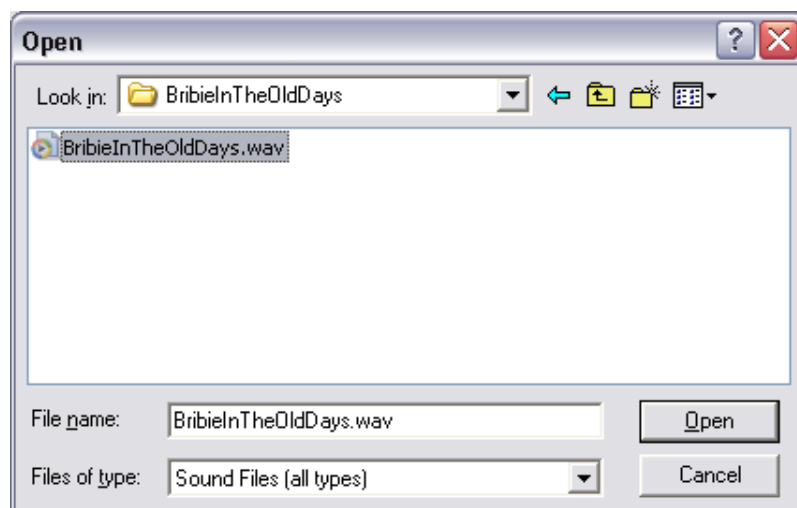 Open
Look in: BribieInTheOldDays
BribieInTheOldDays.wav
File name: BribieInTheOldDays.wav Open
Files of type: Sound Files (all types) Cancel